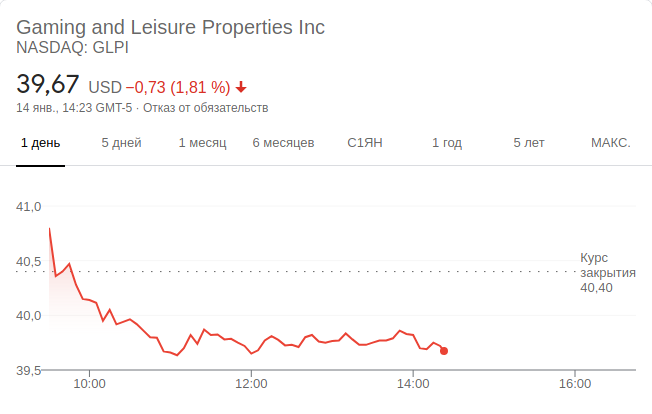 Gaming and Leisure Properties Inc
NASDAQ: GLPI
39,67 USD −0,73 (1,81 %)
14 янв., 14:23 GMT-5 · Отказ от обязательств
1 день 5 дней 1 месяц 6 месяцев С1ЯН 1 год 5 лет МАКС.
41,0
40,5
40,0
39,5
Курс
закрытия
40,40
10:00 12:00 14:00 16:00